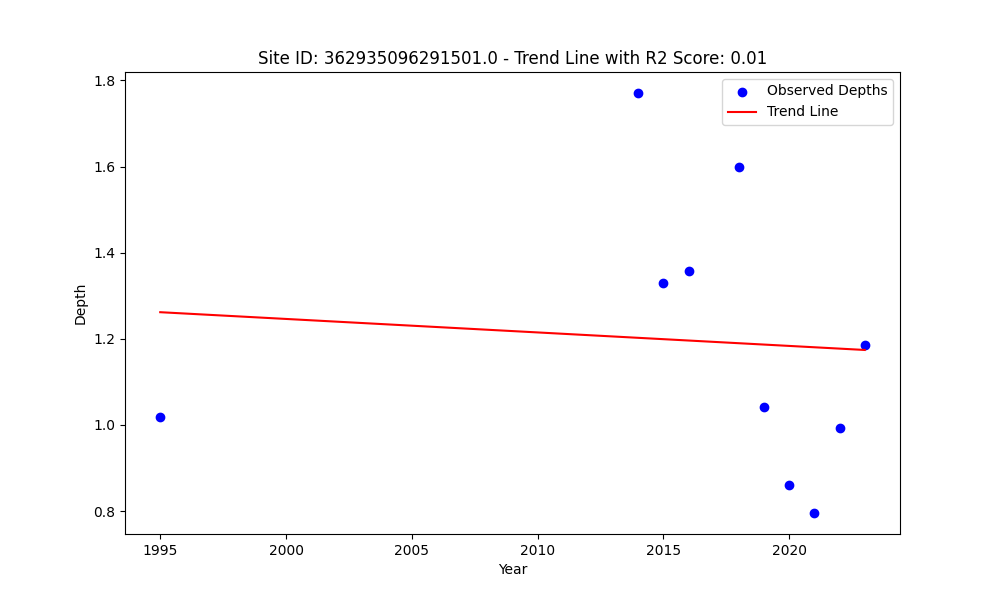 Site ID: 362935096291501.0 - Trend Line with R2 Score: 0.01
Observed Depths
Trend Line
1.8
1.6
1.4
1.2
1.0
0.8
Depth
1995
2000
2005
2010
2015
2020
Year